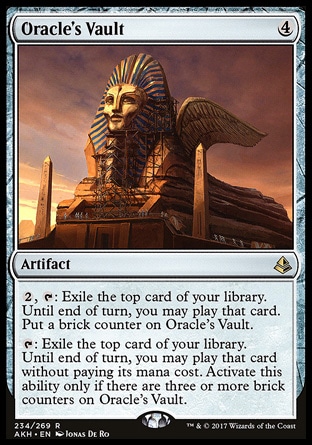 Oracle's Vault 4
Artifact
2, T: Exile the top card of your library.
Until end of turn, you may play that card.
Put a brick counter on Oracle's Vault.
T: Exile the top card of your library.
Until end of turn, you may play that card
without paying its mana cost. Activate this
ability only if there are three or more brick
counters on Oracle's Vault.
234/269 R
AKH • EN Jonas De Ro
™ & © 2017 Wizards of the Coast